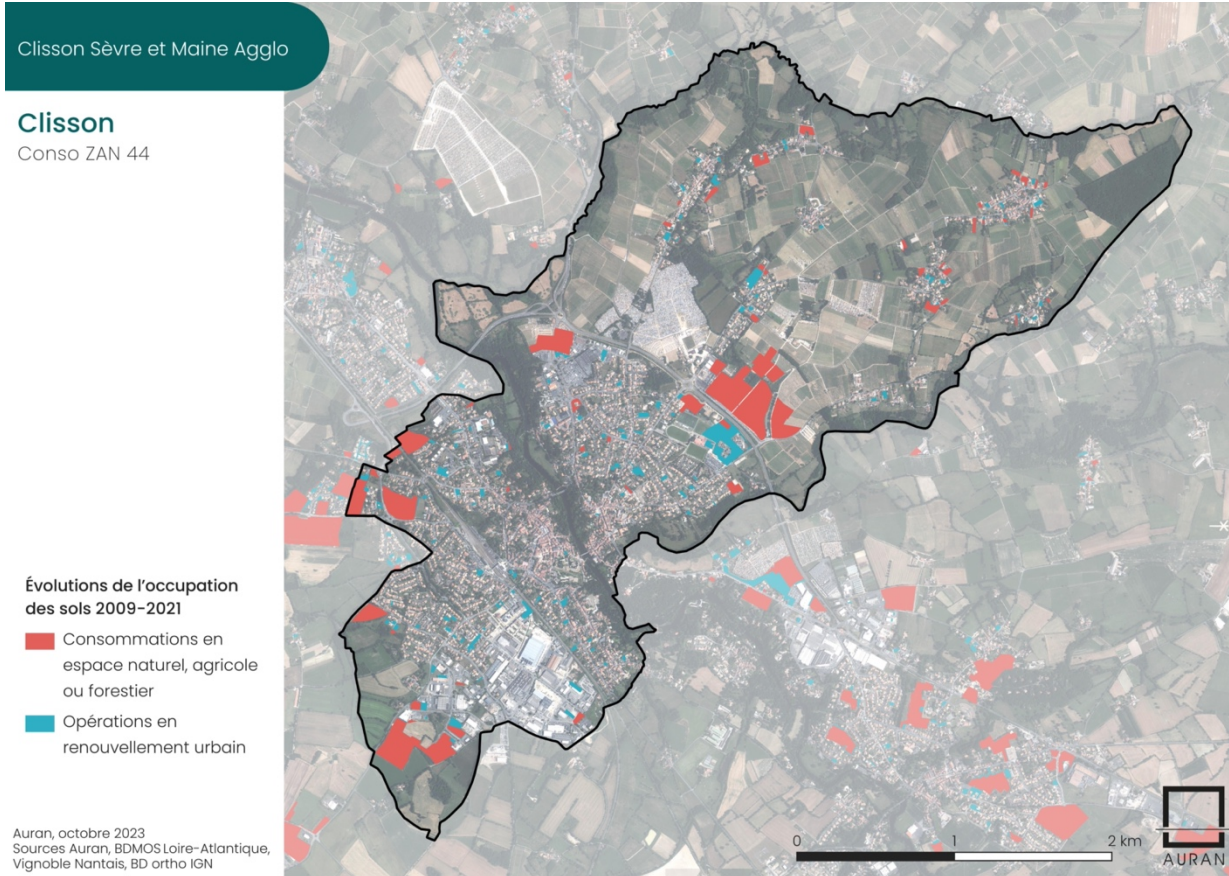 Clisson Sèvre et Maine Agglo
Clisson
Conso ZAN 44
Évolutions de l'occupation
des sols 2009-2021
Consommations en
espace naturel, agricole
ou forestier
Opérations en
renouvellement urbain
Auran, octobre 2023
Sources Auran, BDMOS Loire-Atlantique,
Vignoble Nantais, BD ortho IGN
0 1 2 km
AURAN